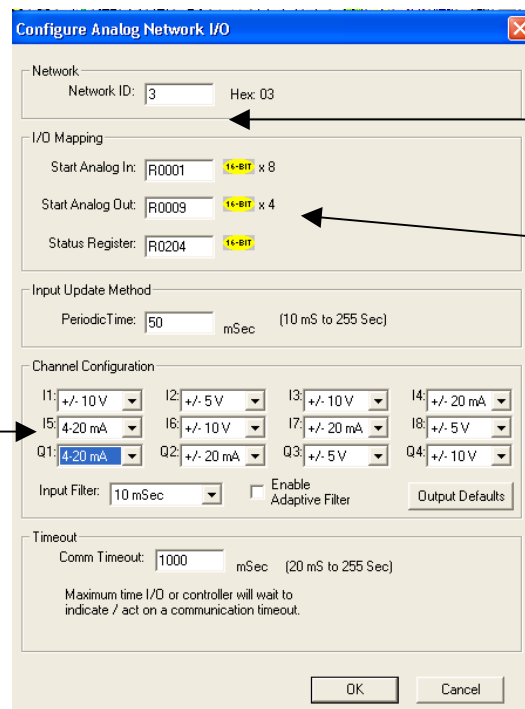 Configure Analog Network I/O
Network
Network ID: 3 Hex: 03
I/O Mapping
Start Analog In: R0001 16-BIT x 8
Start Analog Out: R0009 16-BIT x 4
Status Register: R0204 16-BIT
Input Update Method
PeriodicTime: 50 mSec (10 mS to 255 Sec)
Channel Configuration
I1: +/- 10 V I2: +/- 5 V I3: +/- 10 V I4: +/- 20 mA
I5: 4-20 mA I6: +/- 10 V I7: +/- 20 mA I8: +/- 5 V
Q1: 4-20 mA Q2: +/- 20 mA Q3: +/- 5 V Q4: +/- 10 V
Input Filter: 10 mSec Enable
Adaptive Filter Output Defaults
Timeout
Comm Timeout: 1000 mSec (20 mS to 255 Sec)
Maximum time I/O or controller will wait to
indicate / act on a communication timeout.
OK Cancel